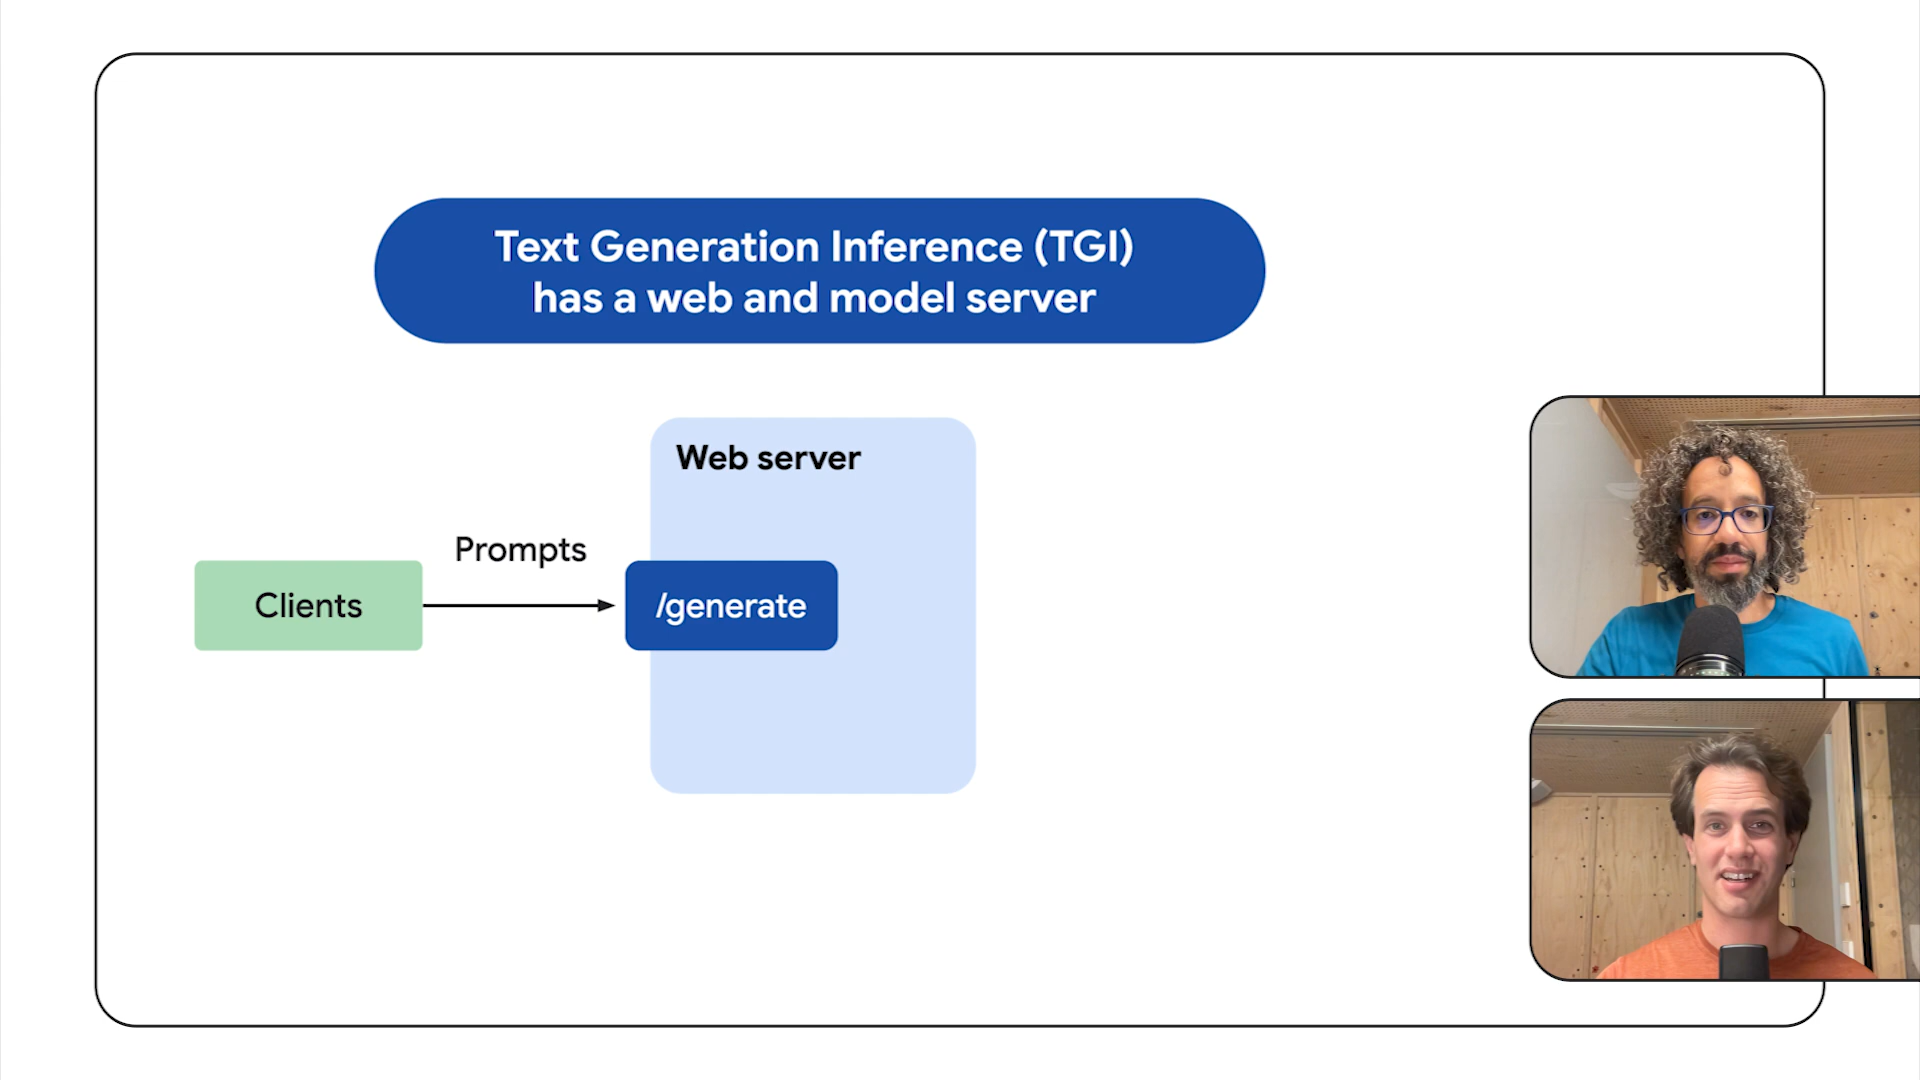 Text Generation Inference (TGI)
has a web and model server
Web server
Prompts
Clients
/generate